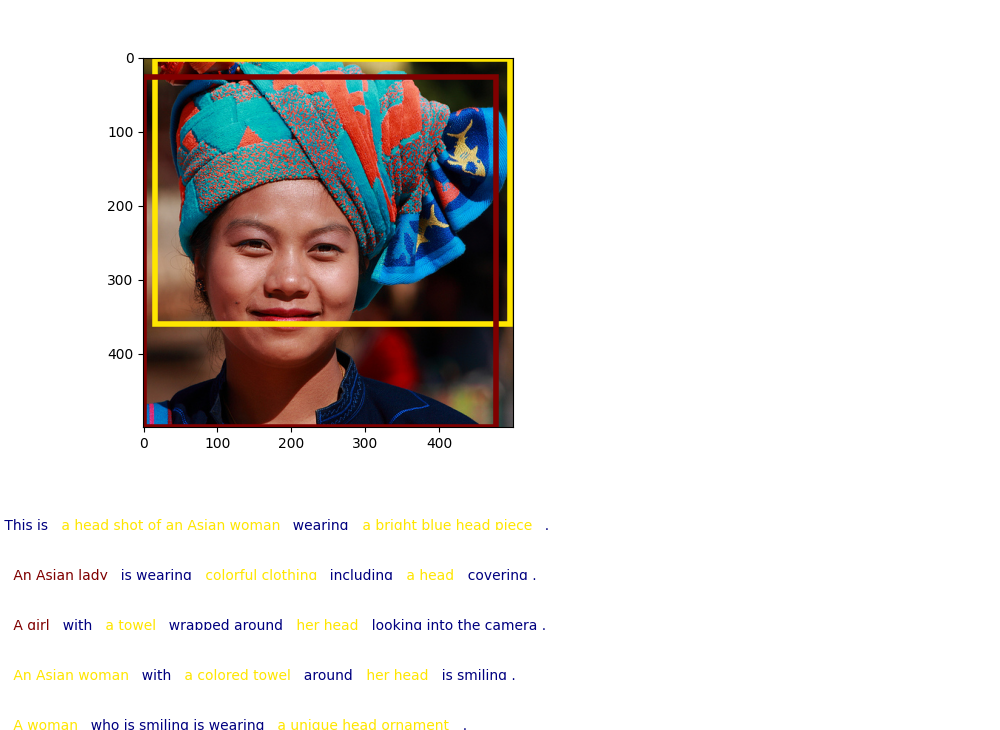 0
100
200
300
400
0 100 200 300 400
This is a head shot of an Asian woman wearing a bright blue head piece .
An Asian lady is wearing colorful clothing including a head covering .
A girl with a towel wrapped around her head looking into the camera .
An Asian woman with a colored towel around her head is smiling .
A woman who is smiling is wearing a unique head ornament .